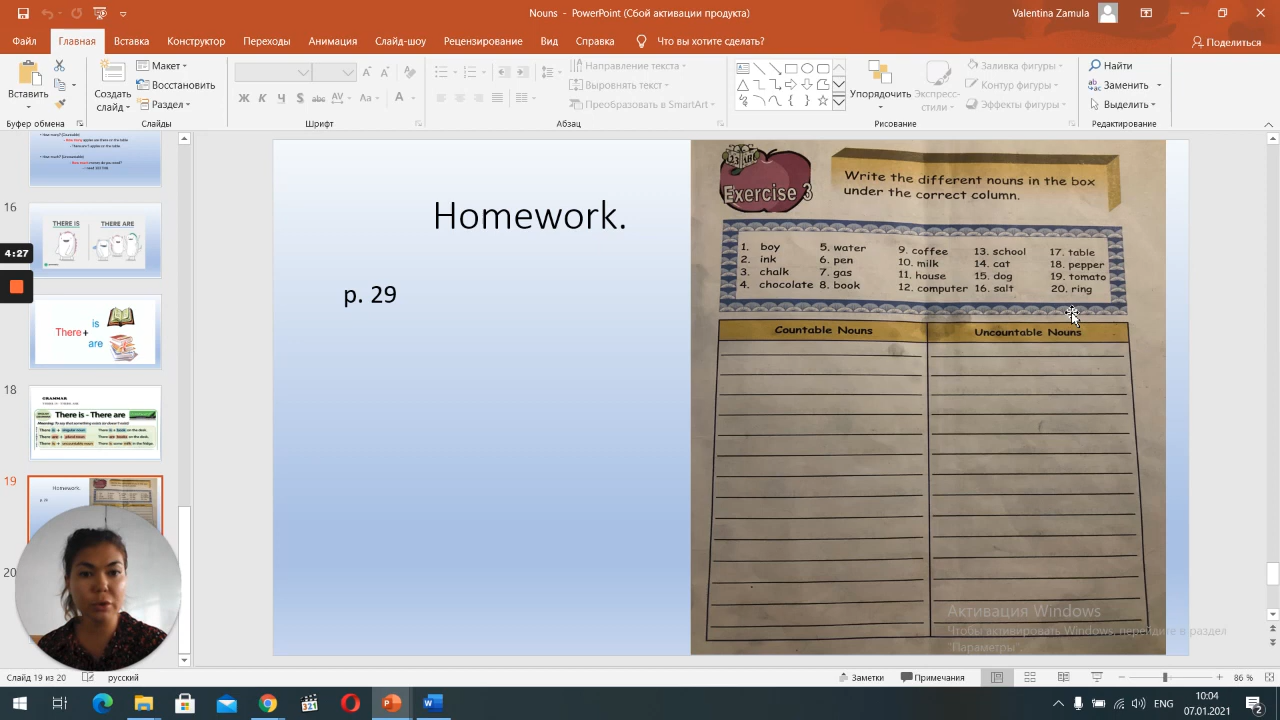 Nouns - PowerPoint (Сбой активации продукта)
Valentina Zamula
Файл
Главная
Вставка
Конструктор
Переходы
Анимация
Слайд-шоу
Рецензирование
Вид
Справка
Что вы хотите сделать?
Поделиться
Вставить
Создать слайд
Макет
Восстановить
Раздел
Направление текста
Выровнять текст
Преобразовать в SmartArt
Упорядочить
Экспресс-стили
Заливка фигуры
Контур фигуры
Эффекты фигуры
Найти
Заменить
Выделить
Буфер обмена
Слайды
Шрифт
Абзац
Рисование
Редактирование
16
THERE IS THERE ARE
4:27
17
There+ is
are
18
There is - There are
19
Homework.
20
Homework.
p. 29
123 AB
Exercise 3
Write the different nouns in the box
under the correct column.
1. boy 5. water 9. coffee 13. school 17. table
2. ink 6. pen 10. milk 14. cat 18. pepper
3. chalk 7. gas 11. house 15. dog 19. tomato
4. chocolate 8. book 12. computer 16. salt 20. ring
Countable Nouns Uncountable Nouns
Активация Windows
Чтобы активировать Windows, перейдите в раздел
"Параметры".
Слайд 19 из 20
русский
Заметки
Примечания
86 %
321
ENG
10:04
07.01.2021
2